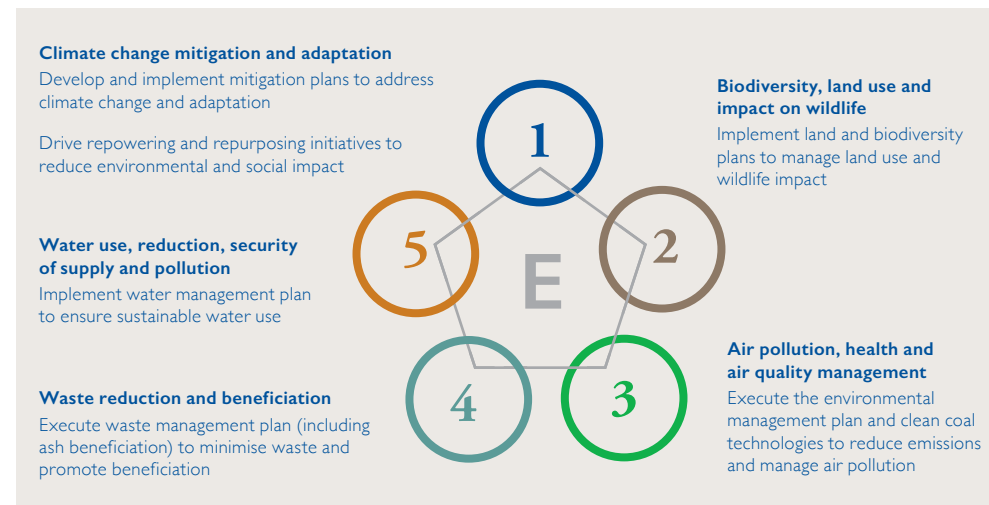 Climate change mitigation and adaptation
Develop and implement mitigation plans to address
climate change and adaptation
Drive repowering and repurposing initiatives to
reduce environmental and social impact
1
Biodiversity, land use and
impact on wildlife
Implement land and biodiversity
plans to manage land use and
wildlife impact
2
E
5
Water use, reduction, security
of supply and pollution
Implement water management plan
to ensure sustainable water use
Air pollution, health and
air quality management
Execute the environmental
management plan and clean coal
technologies to reduce emissions
and manage air pollution
3
4
Waste reduction and beneficiation
Execute waste management plan (including
ash beneficiation) to minimise waste and
promote beneficiation